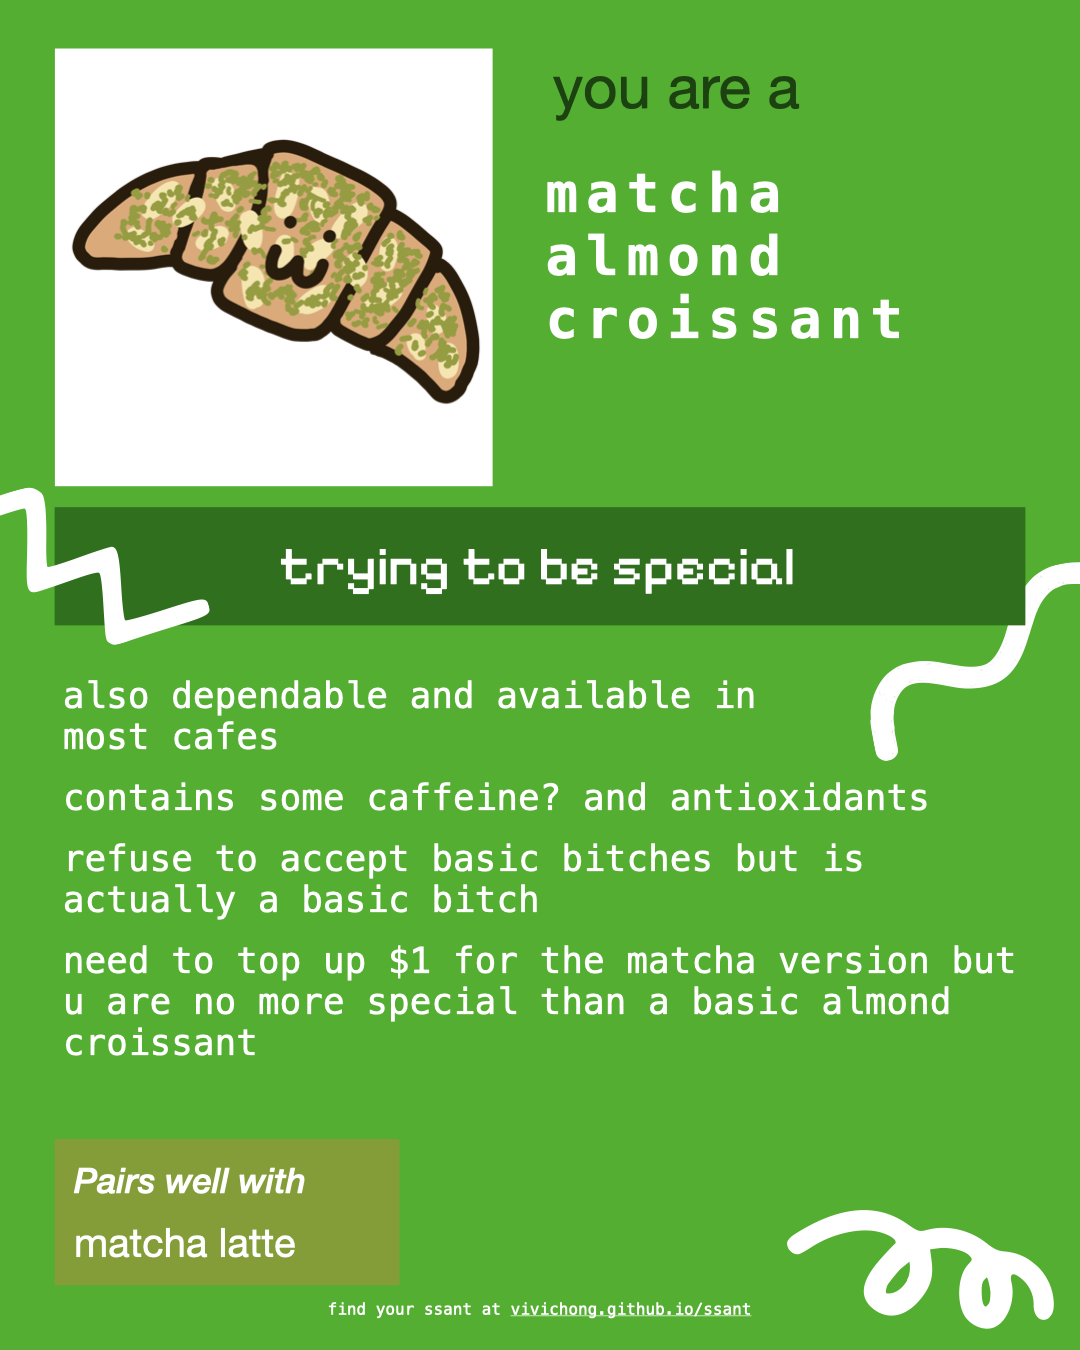 you are a
matcha
almond
croissant
trying to be special
also dependable and available in
most cafes
contains some caffeine? and antioxidants
refuse to accept basic bitches but is
actually a basic bitch
need to top up $1 for the matcha version but
u are no more special than a basic almond
croissant
Pairs well with
matcha latte
find your ssant at vivichong.github.io/ssant